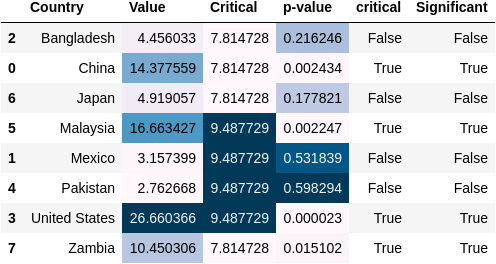 Country Value Critical p-value critical Significant
2 Bangladesh 4.456033 7.814728 0.216246 False False
0 China 14.377559 7.814728 0.002434 True True
6 Japan 4.919057 7.814728 0.177821 False False
5 Malaysia 16.663427 9.487729 0.002247 True True
1 Mexico 3.157399 9.487729 0.531839 False False
4 Pakistan 2.762668 9.487729 0.598294 False False
3 United States 26.660366 9.487729 0.000023 True True
7 Zambia 10.450306 7.814728 0.015102 True True